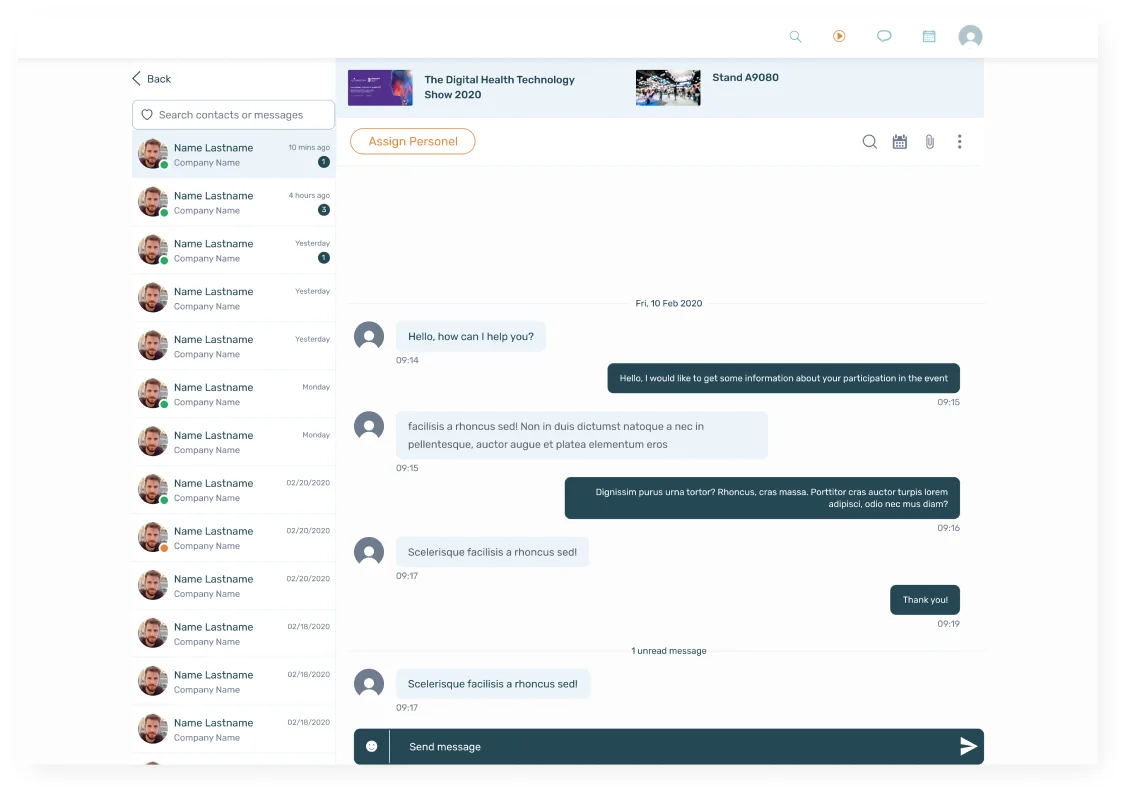 Back
The Digital Health Technology
Show 2020
Stand A9080
Search contacts or messages
Assign Personel
Name Lastname
10 mins ago
Company Name
1
Name Lastname
4 hours ago
Company Name
3
Name Lastname
Yesterday
Company Name
1
Name Lastname
Yesterday
Company Name
Name Lastname
Yesterday
Company Name
Name Lastname
Monday
Company Name
Name Lastname
Monday
Company Name
Name Lastname
02/20/2020
Company Name
Name Lastname
02/20/2020
Company Name
Name Lastname
02/20/2020
Company Name
Name Lastname
02/18/2020
Company Name
Name Lastname
02/18/2020
Company Name
Name Lastname
02/18/2020
Company Name
Fri, 10 Feb 2020
Hello, how can I help you?
09:14
Hello, I would like to get some information about your participation in the event
09:15
facilisis a rhoncus sed! Non in duis dictumst natoque a nec in
pellentesque, auctor augue et platea elementum eros
09:15
Dignissim purus urna tortor? Rhoncus, cras massa. Porttitor cras auctor turpis lorem
adipisci, odio nec mus diam?
09:16
Scelerisque facilisis a rhoncus sed!
09:17
Thank you!
09:19
1 unread message
Scelerisque facilisis a rhoncus sed!
09:17
Send message